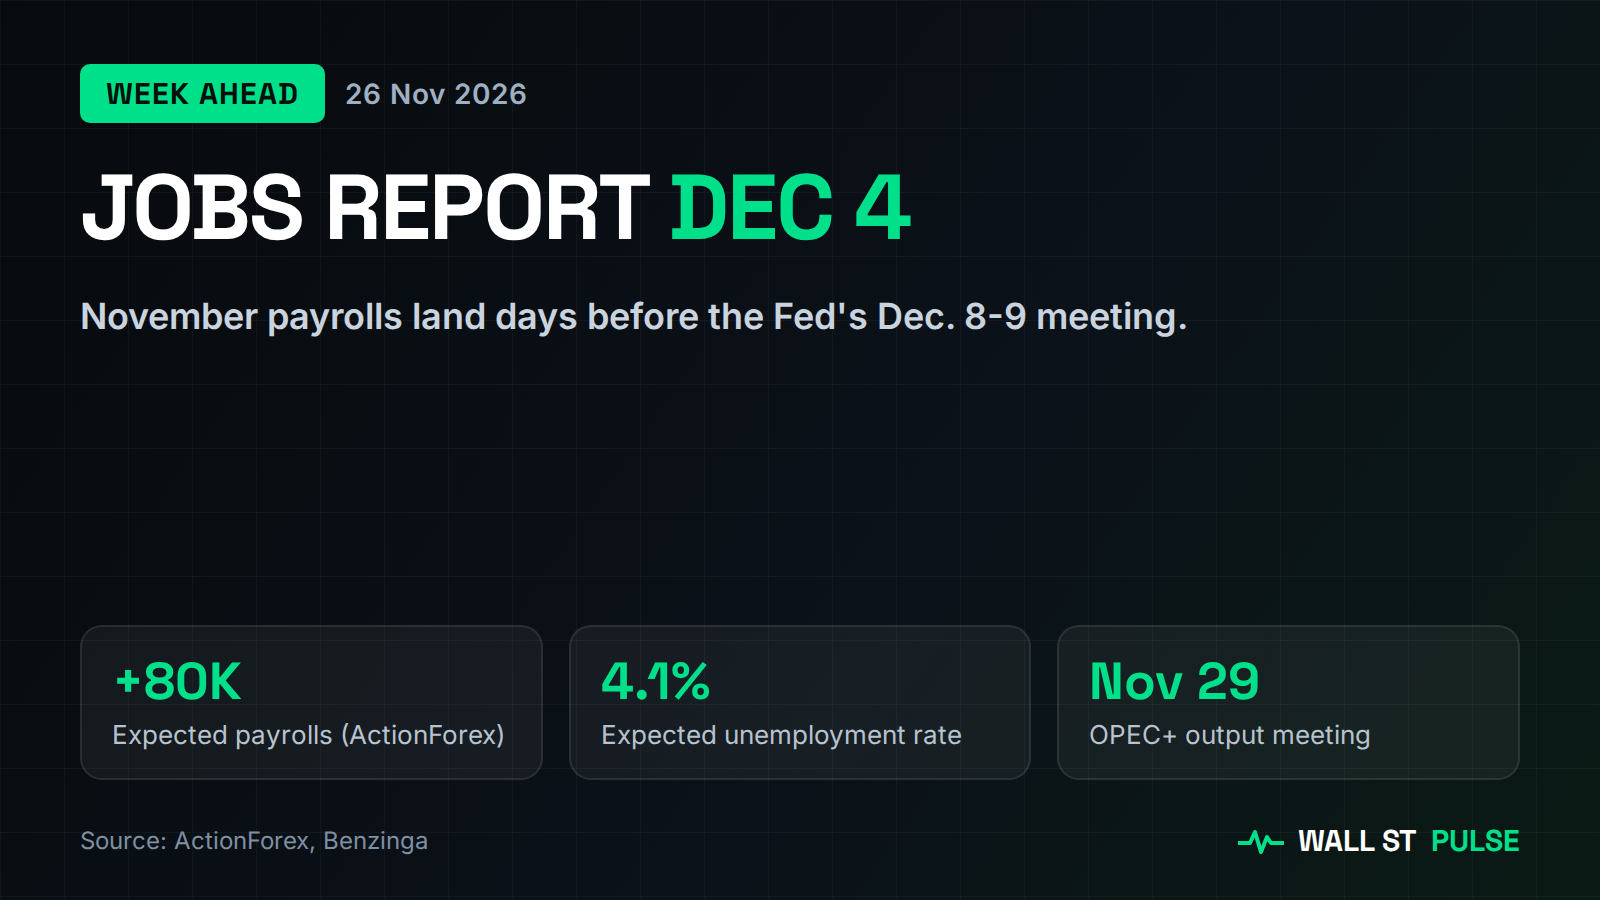 WEEK AHEAD 26 Nov 2026
JOBS REPORT DEC 4
November payrolls land days before the Fed's Dec. 8-9 meeting.
+80K
Expected payrolls (ActionForex)
4.1%
Expected unemployment rate
Nov 29
OPEC+ output meeting
Source: ActionForex, Benzinga
WALL ST PULSE